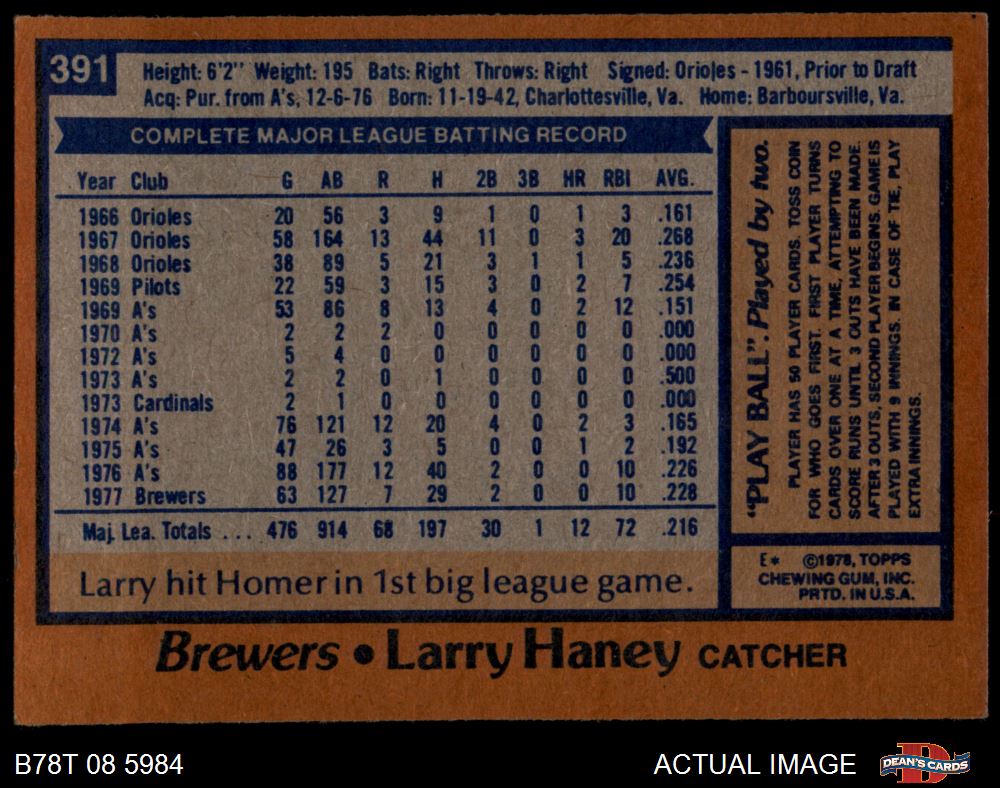 391
Height: 6'2" Weight: 195 Bats: Right Throws: Right Signed: Orioles - 1961, Prior to Draft
Acq: Pur. from A's, 12-6-76 Born: 11-19-42, Charlottesville, Va. Home: Barboursville, Va.
COMPLETE MAJOR LEAGUE BATTING RECORD
Year Club G AB R H 2B 3B HR RBI AVG.
1966 Orioles 20 56 3 9 1 0 1 3 .161
1967 Orioles 58 164 13 44 11 0 3 20 .268
1968 Orioles 38 89 5 21 3 1 1 5 .236
1969 Pilots 22 59 3 15 3 0 2 7 .254
1969 A's 53 86 8 13 4 0 2 12 .151
1970 A's 2 2 2 0 0 0 0 0 .000
1972 A's 5 4 0 0 0 0 0 0 .000
1973 A's 2 2 0 1 0 0 0 0 .500
1973 Cardinals 2 1 0 0 0 0 0 0 .000
1974 A's 76 121 12 20 4 0 2 3 .165
1975 A's 47 26 3 5 0 0 1 2 .192
1976 A's 88 177 12 40 2 0 0 10 .226
1977 Brewers 63 127 7 29 2 0 0 10 .228
Maj. Lea. Totals ... 476 914 68 197 30 1 12 72 .216
Larry hit Homer in 1st big league game.
"PLAY BALL". Played by two.
PLAYER HAS 50 PLAYER CARDS. TOSS COIN
FOR WHO GOES FIRST. FIRST PLAYER TURNS
CARDS OVER ONE AT A TIME, ATTEMPTING TO
SCORE RUNS UNTIL 3 OUTS HAVE BEEN MADE.
AFTER 3 OUTS, SECOND PLAYER BEGINS. GAME IS
PLAYED WITH 9 INNINGS. IN CASE OF TIE, PLAY
EXTRA INNINGS.
E* ©1978, TOPPS
CHEWING GUM, INC.
PRTD. IN U.S.A.
Brewers • Larry Haney CATCHER
B78T 08 5984
ACTUAL IMAGE
D
DEAN'S CARDS